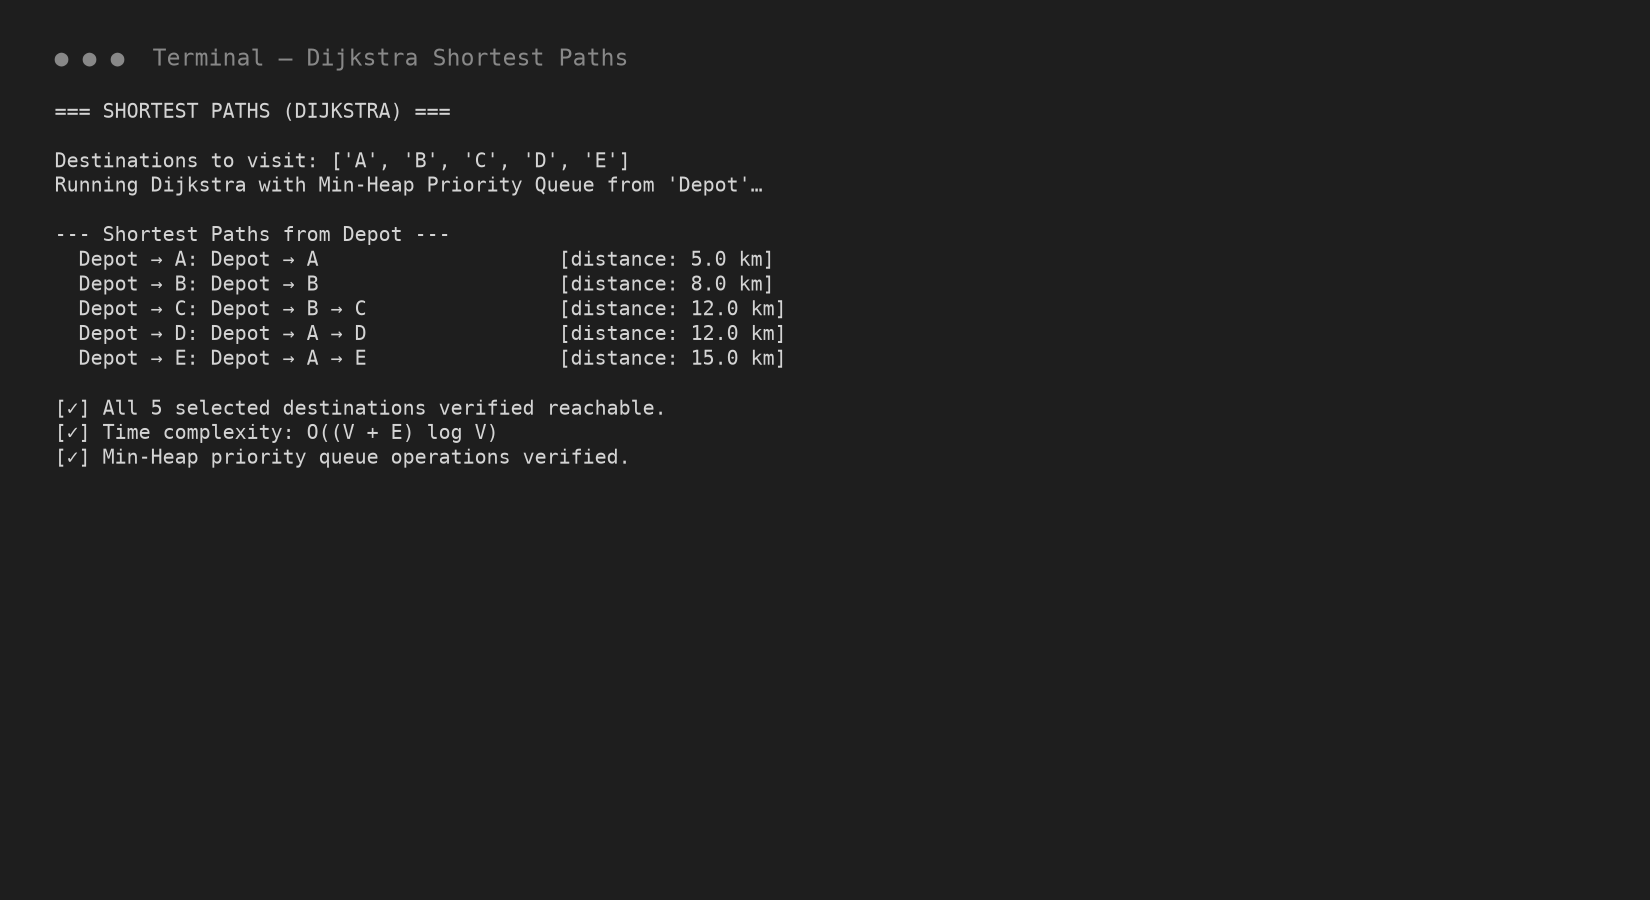 ● ● ● Terminal — Dijkstra Shortest Paths
=== SHORTEST PATHS (DIJKSTRA) ===
Destinations to visit: ['A', 'B', 'C', 'D', 'E']
Running Dijkstra with Min-Heap Priority Queue from 'Depot'…
--- Shortest Paths from Depot ---
Depot → A: Depot → A [distance: 5.0 km]
Depot → B: Depot → B [distance: 8.0 km]
Depot → C: Depot → B → C [distance: 12.0 km]
Depot → D: Depot → A → D [distance: 12.0 km]
Depot → E: Depot → A → E [distance: 15.0 km]
[✓] All 5 selected destinations verified reachable.
[✓] Time complexity: O((V + E) log V)
[✓] Min-Heap priority queue operations verified.